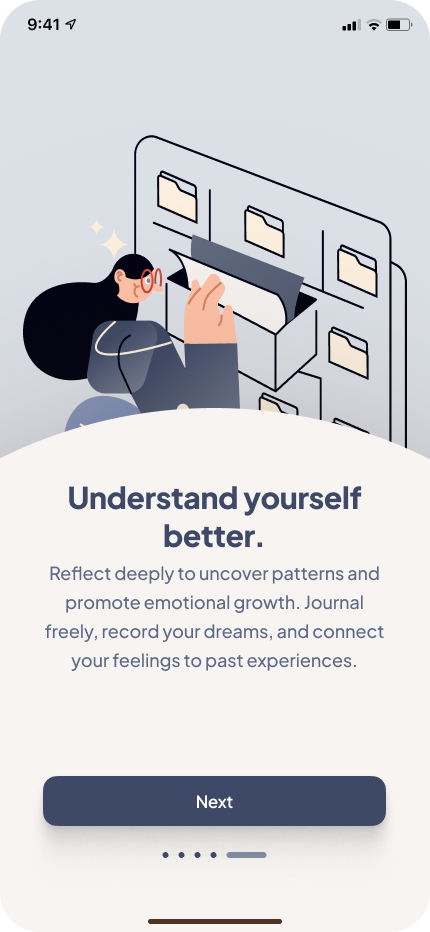 9:41
Understand yourself
better.
Reflect deeply to uncover patterns and
promote emotional growth. Journal
freely, record your dreams, and connect
your feelings to past experiences.
Next